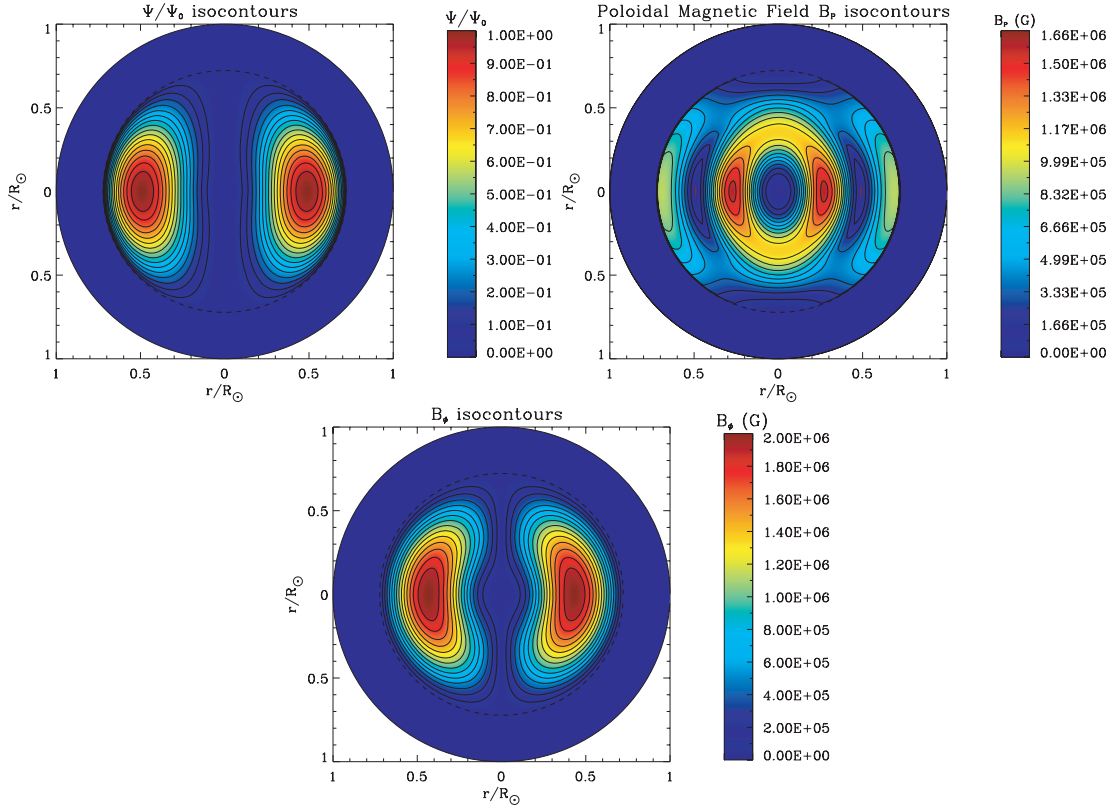 Ψ/Ψ₀ isocontours
Ψ/Ψ₀
1.00E+00
9.00E-01
8.00E-01
7.00E-01
6.00E-01
5.00E-01
4.00E-01
3.00E-01
2.00E-01
1.00E-01
0.00E+00
1
0.5
0
0.5
1
r/R☉
1
0.5
0
0.5
1
r/R☉
Poloidal Magnetic Field Bₚ isocontours
Bₚ (G)
1.66E+06
1.50E+06
1.33E+06
1.17E+06
9.99E+05
8.32E+05
6.66E+05
4.99E+05
3.33E+05
1.66E+05
0.00E+00
1
0.5
0
0.5
1
r/R☉
1
0.5
0
0.5
1
r/R☉
Bᵩ isocontours
Bᵩ (G)
2.00E+06
1.80E+06
1.60E+06
1.40E+06
1.20E+06
1.00E+06
8.00E+05
6.00E+05
4.00E+05
2.00E+05
0.00E+00
1
0.5
0
0.5
1
r/R☉
1
0.5
0
0.5
1
r/R☉